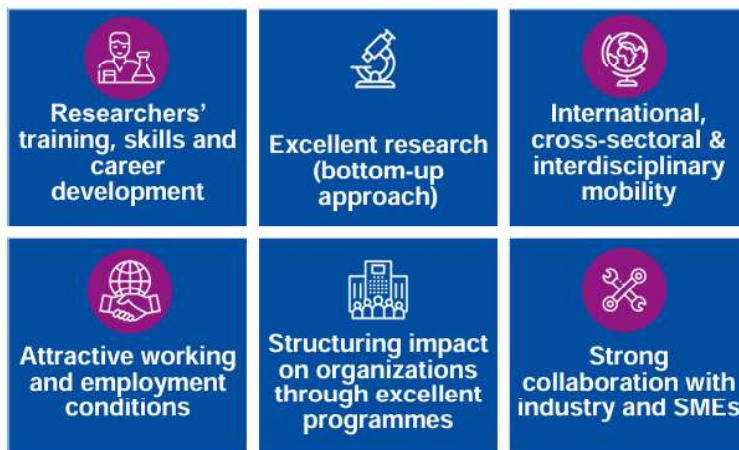 Researchers'
training, skills and
career
development
Excellent research
(bottom-up
approach)
International,
cross-sectoral &
interdisciplinary
mobility
Attractive working
and employment
conditions
Structuring impact
on organizations
through excellent
programmes
Strong
collaboration with
industry and SMEs